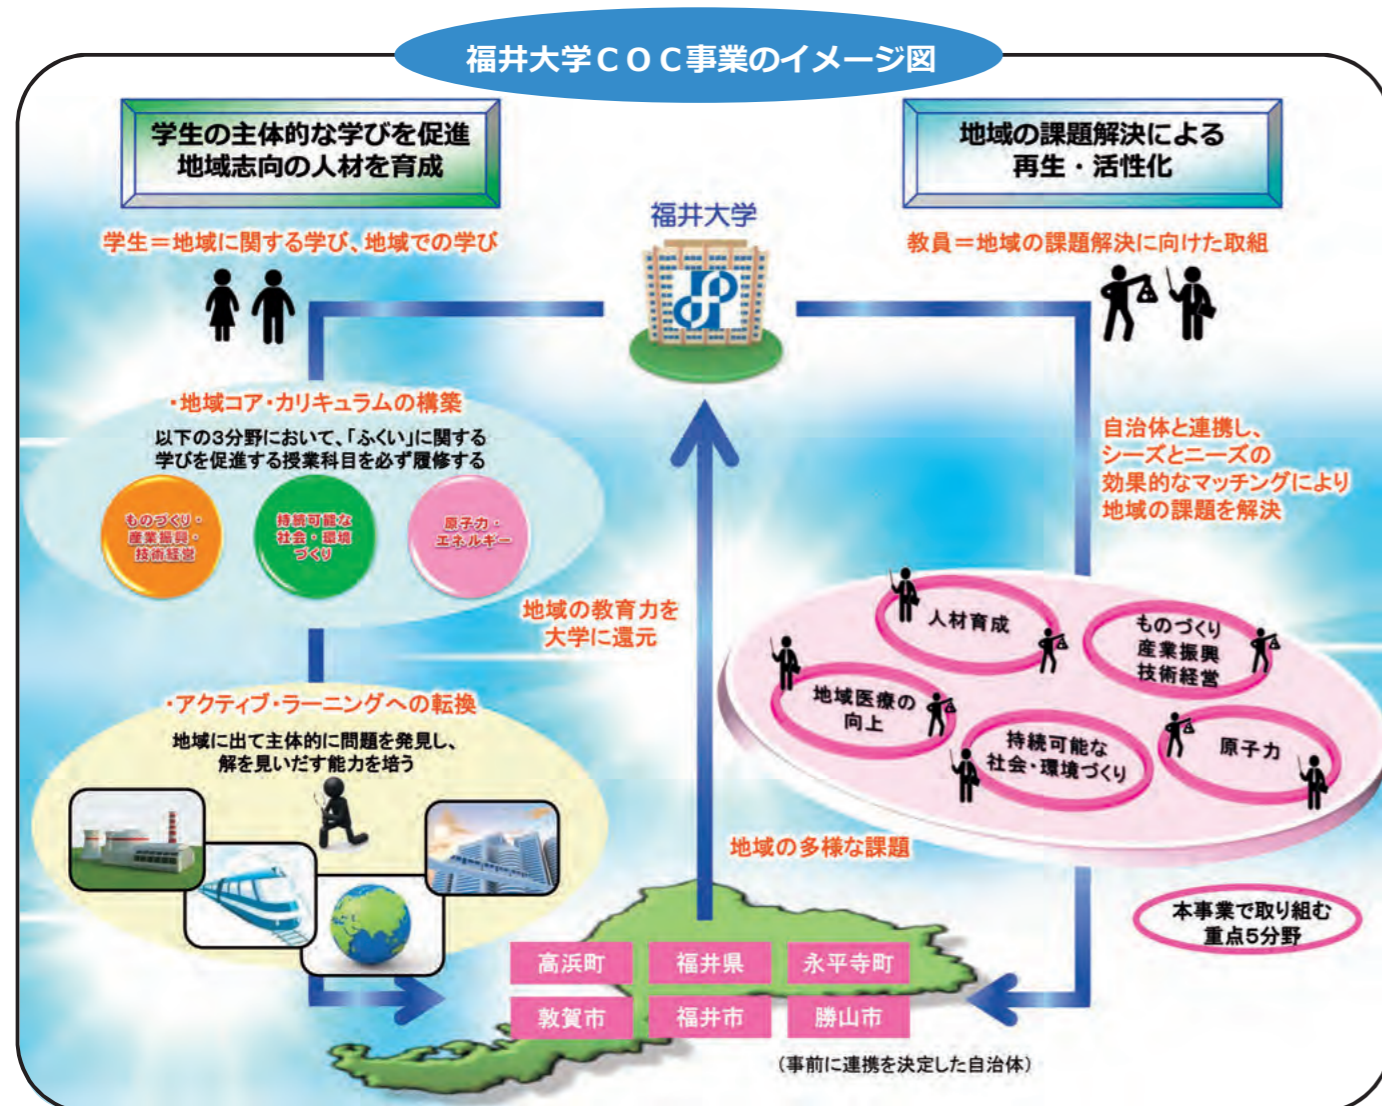 福井大学ＣＯＣ事業のイメージ図
学生の主体的な学びを促進
地域志向の人材を育成
学生＝地域に関する学び、地域での学び
福井大学
地域の課題解決による
再生・活性化
教員＝地域の課題解決に向けた取組
・地域コア・カリキュラムの構築
以下の3分野において、「ふくい」に関する
学びを促進する授業科目を必ず履修する
ものづくり・
産業振興・
技術経営
持続可能な
社会・環境
づくり
原子力・
エネルギー
自治体と連携し、
シーズとニーズの
効果的なマッチングにより
地域の課題を解決
地域の教育力を
大学に還元
人材育成
ものづくり
産業振興
技術経営
地域医療の
向上
持続可能な
社会・環境づくり
原子力
・アクティブ・ラーニングへの転換
地域に出て主体的に問題を発見し、
解を見いだす能力を培う
地域の多様な課題
本事業で取り組む
重点5分野
高浜町
福井県
永平寺町
敦賀市
福井市
勝山市
（事前に連携を決定した自治体）